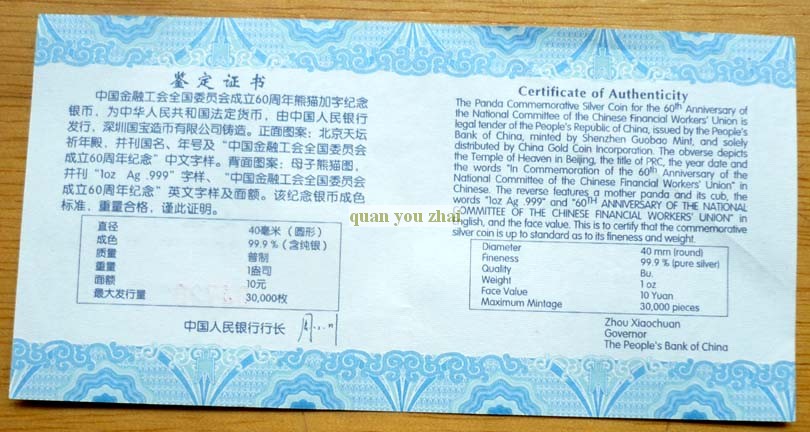 鉴定证书
中国金融工会全国委员会成立60周年熊猫加字纪念
银币，为中华人民共和国法定货币，由中国人民银行
发行，深圳国宝造币有限公司铸造。正面图案：北京天坛
祈年殿，并刊国名、年号及“中国金融工会全国委员会
成立60周年纪念”中文字样。背面图案：母子熊猫图，
并刊“1oz Ag .999”字样、“中国金融工会全国委员会
成立60周年纪念”英文字样及面额。该纪念银币成色
标准，重量合格，谨此证明。
直径 40毫米（圆形）
成色 99.9%（含纯银）
质量 普制
重量 1盎司
面额 10元
最大发行量 30,000枚
中国人民银行行长
quan you zhai
Certificate of Authenticity
The Panda Commemorative Silver Coin for the 60th Anniversary of
the National Committee of the Chinese Financial Workers' Union is
legal tender of the People's Republic of China, issued by the People's
Bank of China, minted by Shenzhen Guobao Mint, and solely
distributed by China Gold Coin Incorporation. The obverse depicts
the Temple of Heaven in Beijing, the title of PRC, the year date and
the words "In Commemoration of the 60th Anniversary of the
National Committee of the Chinese Financial Workers' Union" in
Chinese. The reverse features a mother panda and its cub, the
words "1oz Ag .999" and "60TH ANNIVERSARY OF THE NATIONAL
COMMITTEE OF THE CHINESE FINANCIAL WORKERS' UNION" in
English, and the face value. This is to certify that the commemorative
silver coin is up to standard as to its fineness and weight.
Diameter 40 mm (round)
Fineness 99.9 % (pure silver)
Quality Bu.
Weight 1 oz
Face Value 10 Yuan
Maximum Mintage 30,000 pieces
Zhou Xiaochuan
Governor
The People's Bank of China